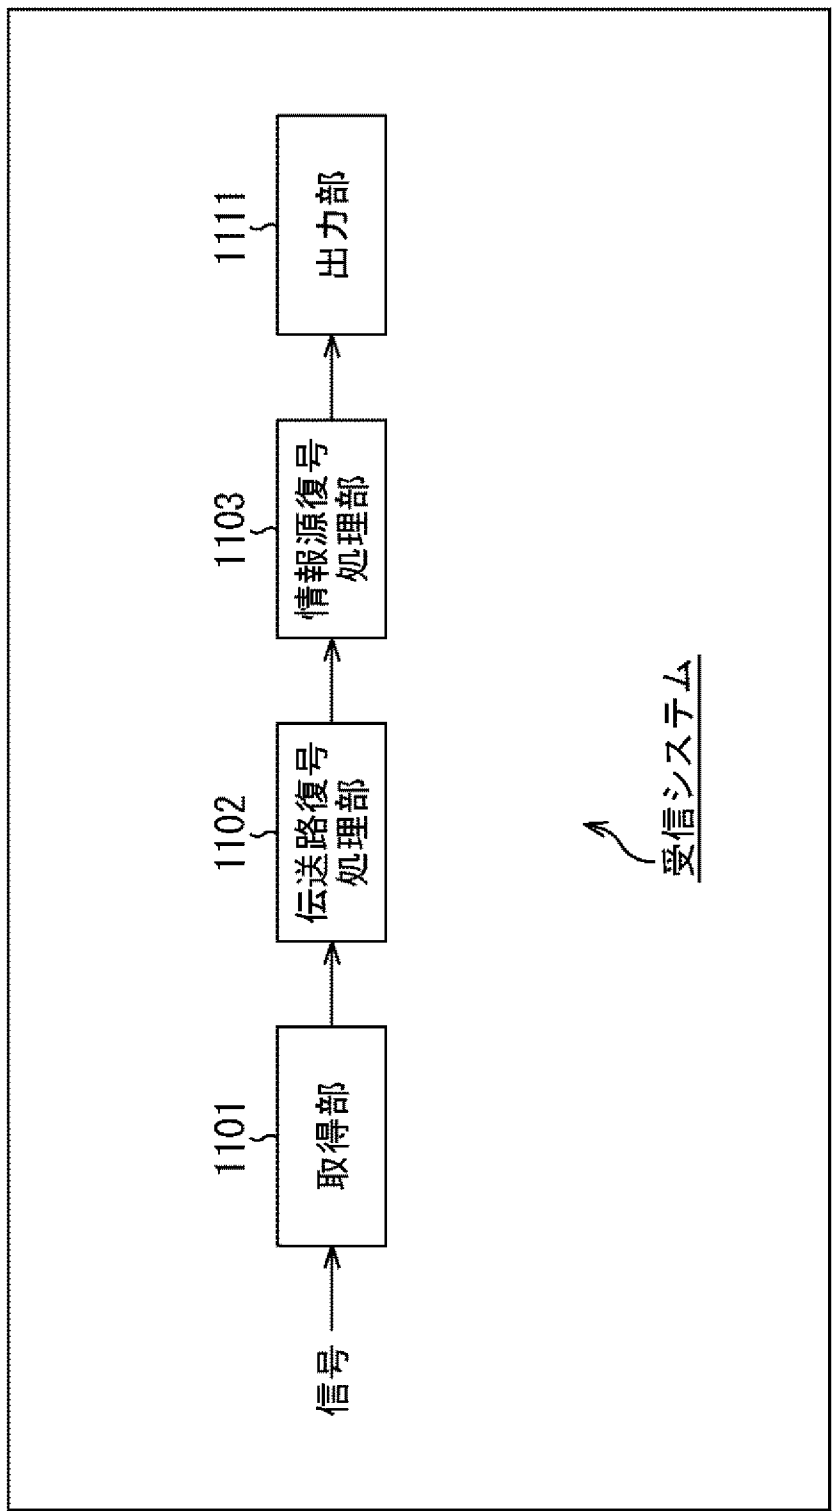 1101
1102
1103
1111
信号
取得部
伝送路復号
処理部
情報源復号
処理部
出力部
受信システム